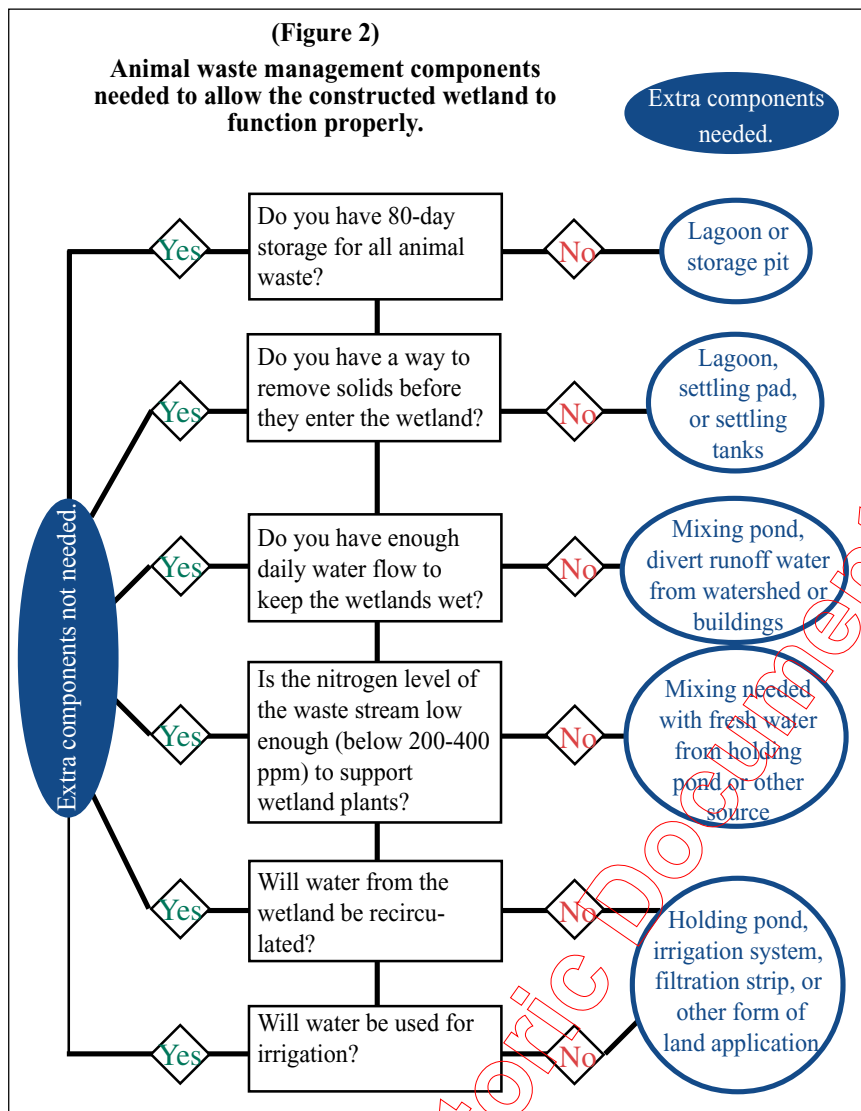 (Figure 2)
Animal waste management components
needed to allow the constructed wetland to
function properly.
Extra components
needed.
Do you have 80-day
storage for all animal
waste?
Yes
No
Lagoon or
storage pit
Do you have a way to
remove solids before
they enter the wetland?
Yes
No
Lagoon,
settling pad,
or settling
tanks
Extra components not needed.
Do you have enough
daily water flow to
keep the wetlands wet?
Yes
No
Mixing pond,
divert runoff water
from watershed or
buildings
Is the nitrogen level of
the waste stream low
enough (below 200-400
ppm) to support
wetland plants?
Yes
No
Mixing needed
with fresh water
from holding
pond or other
source
Will water from the
wetland be recircu-
lated?
Yes
No
Holding pond,
irrigation system,
filtration strip, or
other form of
land application
Will water be used for
irrigation?
Yes
No
toric Document